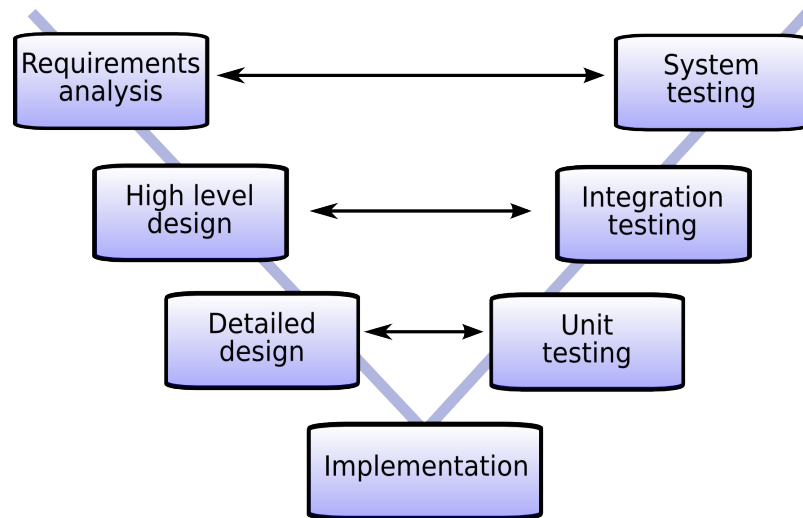 Requirements
analysis
System
testing
High level
design
Integration
testing
Detailed
design
Unit
testing
Implementation